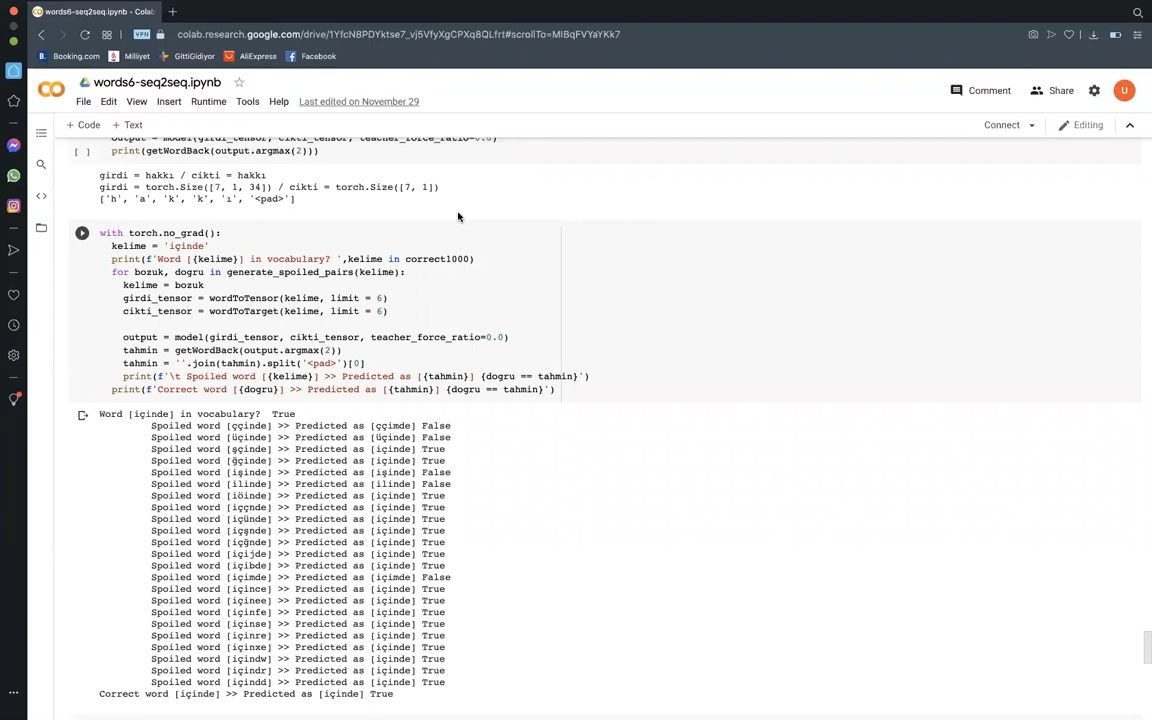 words6-seq2seq.ipynb - Colab
VPN
colab.research.google.com/drive/1YfcNBPDYktse7_vj5VfyXgCPXq8QLfrt#scrollTo=MIBqFVYaYKk7
B. Booking.com
Milliyet
GittiGidiyor
AliExpress
Facebook
words6-seq2seq.ipynb
Comment
Share
u
File Edit View Insert Runtime Tools Help Last edited on November 29
+ Code + Text
Connect
Editing
output = model(girdi_tensor, cikti_tensor, teacher_force_ratio=0.0)
[ ] print(getWordBack(output.argmax(2)))
girdi = hakkı / cikti = hakkı
girdi = torch.Size([7, 1, 34]) / cikti = torch.Size([7, 1])
['h', 'a', 'k', 'k', 'ı', '<pad>']
with torch.no_grad():
kelime = 'içinde'
print(f'Word [{kelime}] in vocabulary? ',kelime in correct1000)
for bozuk, dogru in generate_spoiled_pairs(kelime):
kelime = bozuk
girdi_tensor = wordToTensor(kelime, limit = 6)
cikti_tensor = wordToTarget(kelime, limit = 6)
output = model(girdi_tensor, cikti_tensor, teacher_force_ratio=0.0)
tahmin = getWordBack(output.argmax(2))
tahmin = ''.join(tahmin).split('<pad>')[0]
print(f'\t Spoiled word [{kelime}] >> Predicted as [{tahmin}] {dogru == tahmin}')
print(f'Correct word [{dogru}] >> Predicted as [{tahmin}] {dogru == tahmin}')
Word [içinde] in vocabulary?  True
Spoiled word [ççinde] >> Predicted as [ççimde] False
Spoiled word [üçinde] >> Predicted as [üçinde] False
Spoiled word [şçinde] >> Predicted as [içinde] True
Spoiled word [ğçinde] >> Predicted as [içinde] True
Spoiled word [işinde] >> Predicted as [işinde] False
Spoiled word [ilinde] >> Predicted as [ilinde] False
Spoiled word [iöinde] >> Predicted as [içinde] True
Spoiled word [iççnde] >> Predicted as [içinde] True
Spoiled word [içünde] >> Predicted as [içinde] True
Spoiled word [içşnde] >> Predicted as [içinde] True
Spoiled word [içğnde] >> Predicted as [içinde] True
Spoiled word [içijde] >> Predicted as [içinde] True
Spoiled word [içibde] >> Predicted as [içinde] True
Spoiled word [içimde] >> Predicted as [içimde] False
Spoiled word [içince] >> Predicted as [içinde] True
Spoiled word [içinee] >> Predicted as [içinde] True
Spoiled word [içinfe] >> Predicted as [içinde] True
Spoiled word [içinse] >> Predicted as [içinde] True
Spoiled word [içinre] >> Predicted as [içinde] True
Spoiled word [içinxe] >> Predicted as [içinde] True
Spoiled word [içindw] >> Predicted as [içinde] True
Spoiled word [içindr] >> Predicted as [içinde] True
Spoiled word [içindd] >> Predicted as [içinde] True
Correct word [içinde] >> Predicted as [içinde] True